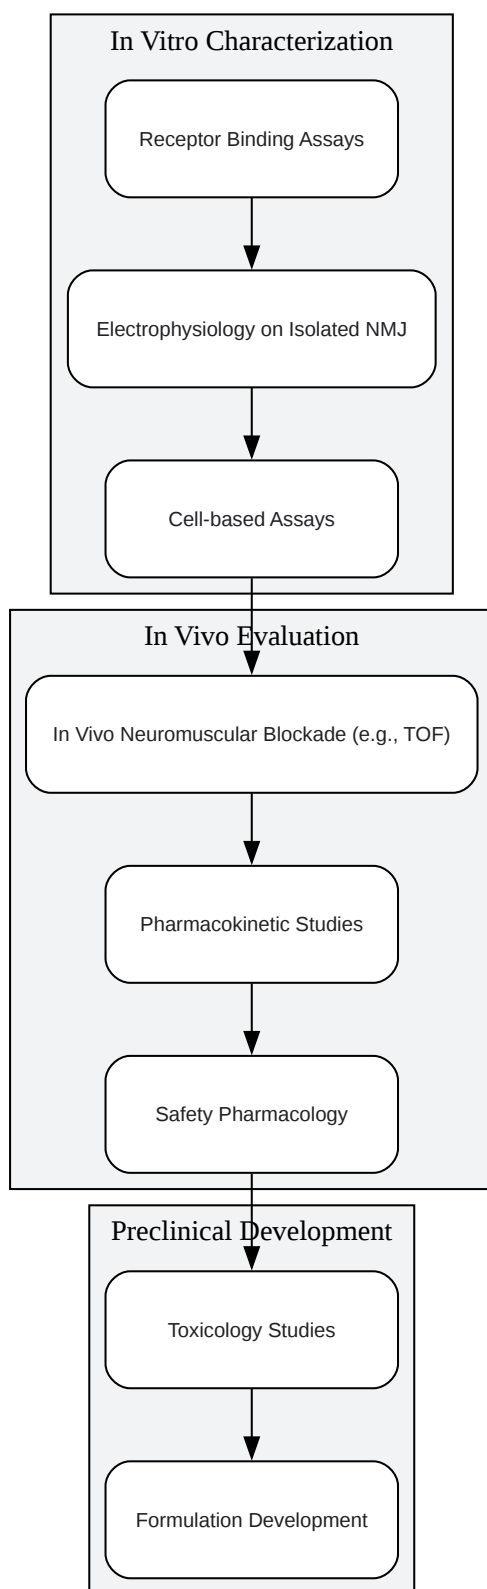 In Vitro Characterization
Receptor Binding Assays
Electrophysiology on Isolated NMJ
Cell-based Assays
In Vivo Evaluation
In Vivo Neuromuscular Blockade (e.g., TOF)
Pharmacokinetic Studies
Safety Pharmacology
Preclinical Development
Toxicology Studies
Formulation Development